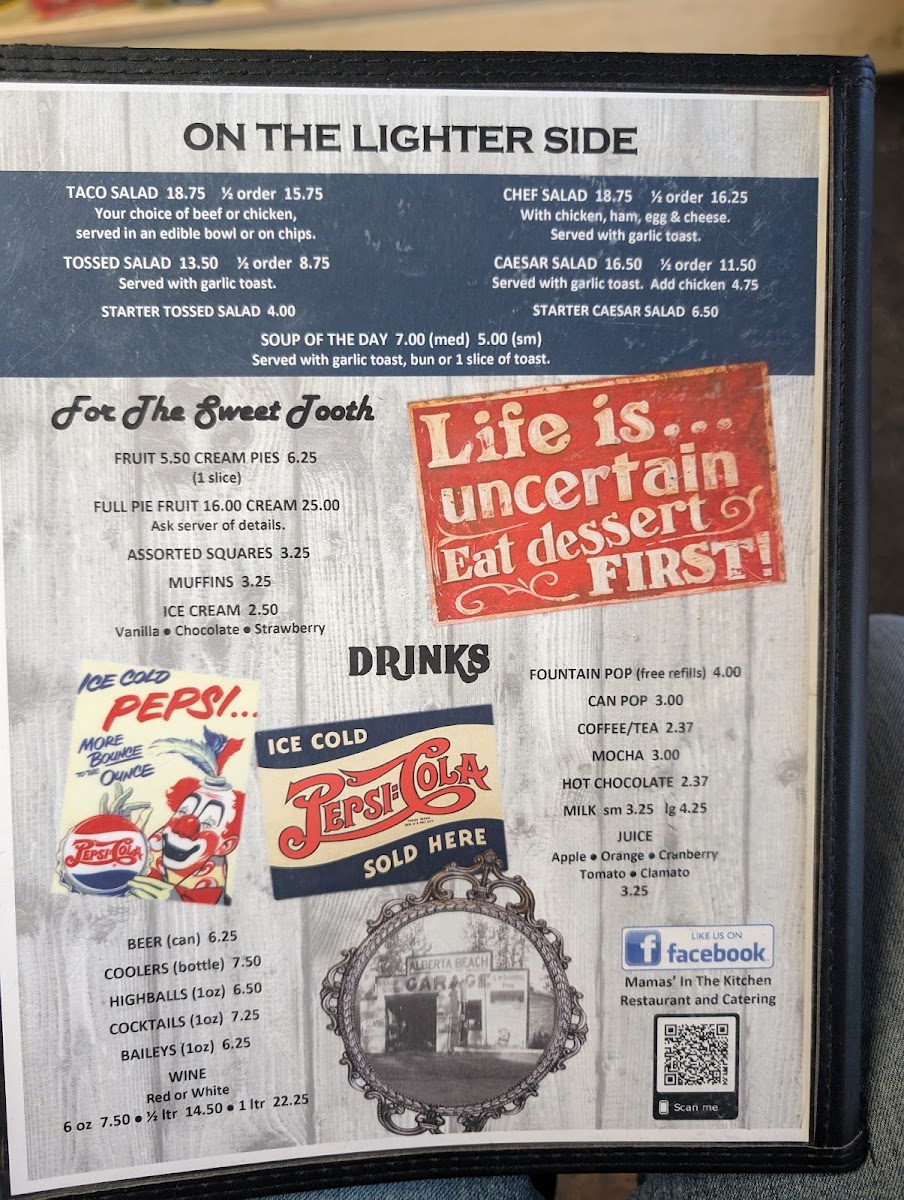 ON THE LIGHTER SIDE
TACO SALAD 18.75 ½ order 15.75
Your choice of beef or chicken,
served in an edible bowl or on chips.
TOSSED SALAD 13.50 ½ order 8.75
Served with garlic toast.
STARTER TOSSED SALAD 4.00
CHEF SALAD 18.75 ½ order 16.25
With chicken, ham, egg & cheese.
Served with garlic toast.
CAESAR SALAD 16.50 ½ order 11.50
Served with garlic toast. Add chicken 4.75
STARTER CAESAR SALAD 6.50
SOUP OF THE DAY 7.00 (med) 5.00 (sm)
Served with garlic toast, bun or 1 slice of toast.
For The Sweet Tooth
FRUIT 5.50 CREAM PIES 6.25
(1 slice)
FULL PIE FRUIT 16.00 CREAM 25.00
Ask server of details.
ASSORTED SQUARES 3.25
MUFFINS 3.25
ICE CREAM 2.50
Vanilla ● Chocolate ● Strawberry
Life is...
uncertain
Eat dessert
FIRST!
DRINKS
ICE COLD
PEPSI...
MORE
BOUNCE
TO THE
OUNCE
PEPSI-COLA
ICE COLD
PEPSI=COLA
SOLD HERE
FOUNTAIN POP (free refills) 4.00
CAN POP 3.00
COFFEE/TEA 2.37
MOCHA 3.00
HOT CHOCOLATE 2.37
MILK sm 3.25 lg 4.25
JUICE
Apple ● Orange ● Cranberry
Tomato ● Clamato
3.25
BEER (can) 6.25
COOLERS (bottle) 7.50
HIGHBALLS (1oz) 6.50
COCKTAILS (1oz) 7.25
BAILEYS (1oz) 6.25
WINE
Red or White
6 oz 7.50 ● ½ ltr 14.50 ● 1 ltr 22.25
ALBERTA BEACH
GARAGE
LIKE US ON
f facebook
Mamas' In The Kitchen
Restaurant and Catering
Scan me